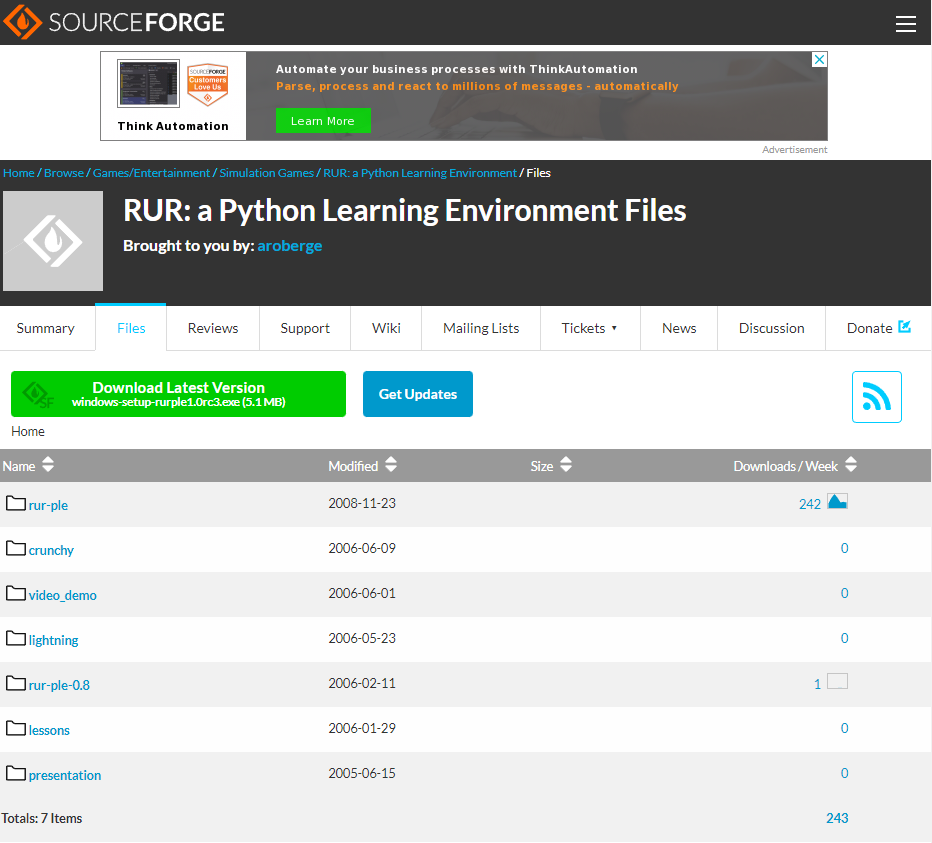 SOURCEFORGE
SOURCEFORGE
Customers
Love Us
Think Automation
Automate your business processes with ThinkAutomation
Parse, process and react to millions of messages - automatically
Learn More
Advertisement
Home / Browse / Games/Entertainment / Simulation Games / RUR: a Python Learning Environment / Files
RUR: a Python Learning Environment Files
Brought to you by: aroberge
Summary Files Reviews Support Wiki Mailing Lists Tickets ▾ News Discussion Donate
SF
Download Latest Version
windows-setup-rurple1.0rc3.exe (5.1 MB)
Get Updates
Home
Name Modified Size Downloads / Week
rur-ple 2008-11-23 242
crunchy 2006-06-09 0
video_demo 2006-06-01 0
lightning 2006-05-23 0
rur-ple-0.8 2006-02-11 1
lessons 2006-01-29 0
presentation 2005-06-15 0
Totals: 7 Items 243